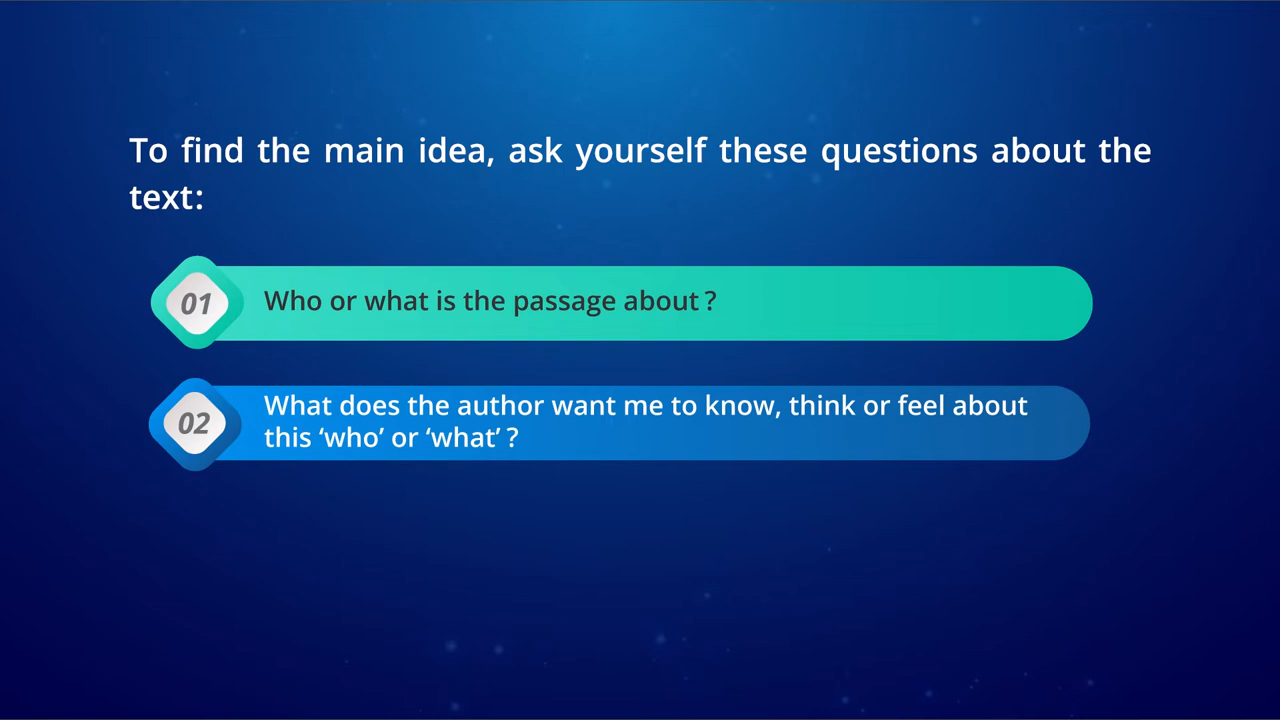 To find the main idea, ask yourself these questions about the
text:
01
Who or what is the passage about ?
02
What does the author want me to know, think or feel about
this ‘who’ or ‘what’ ?